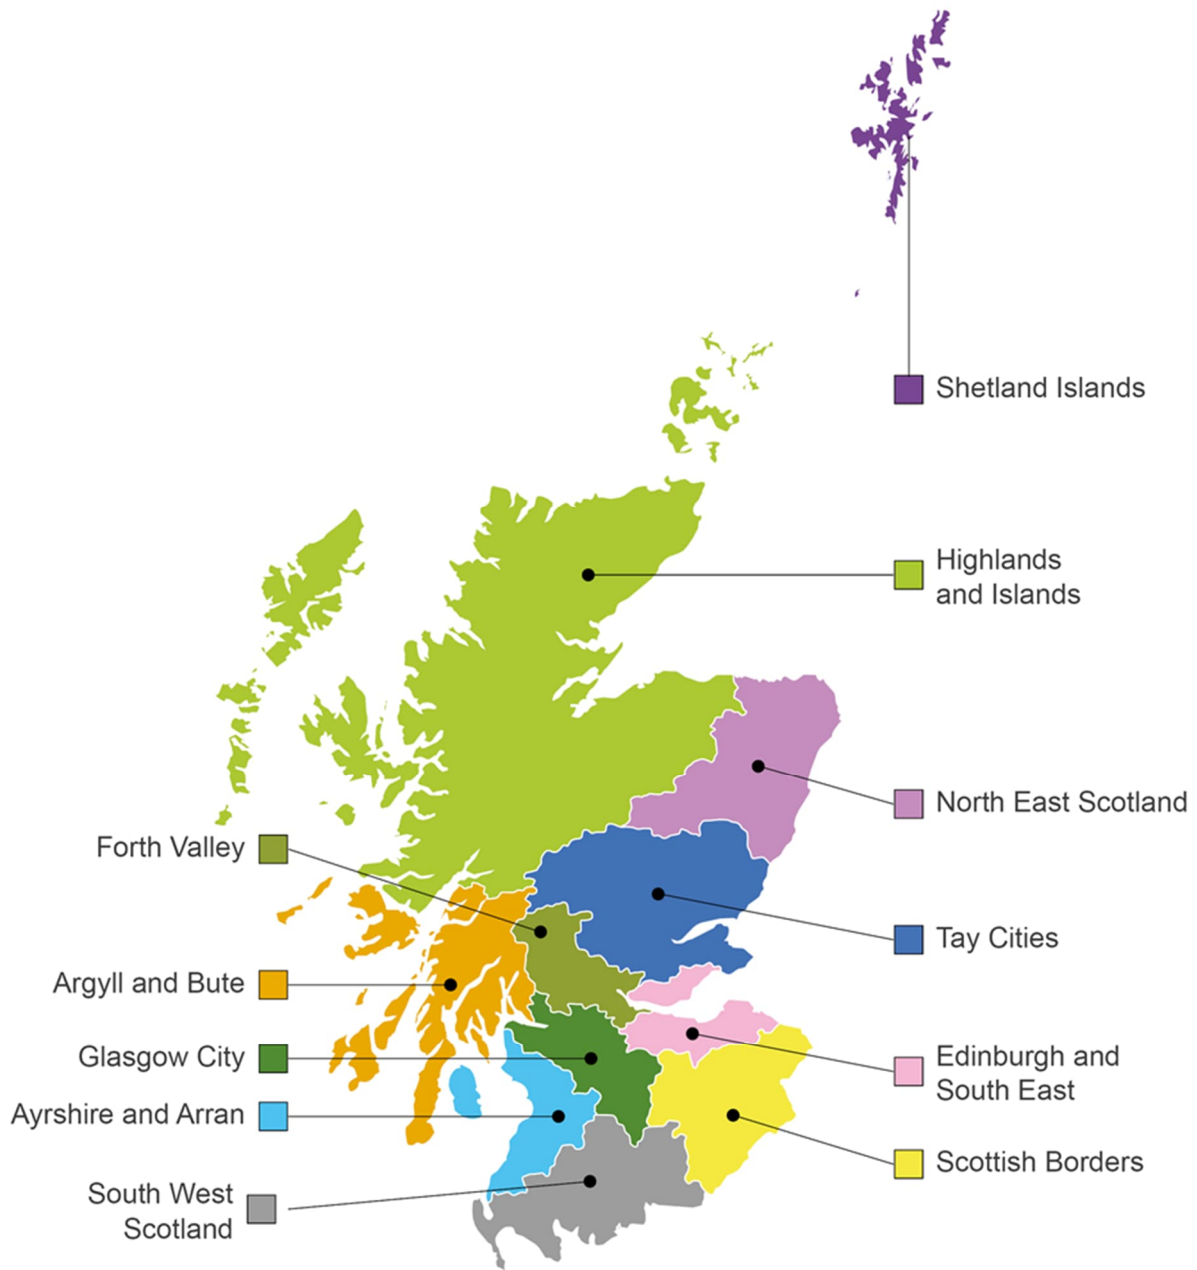 Shetland Islands
Highlands
and Islands
North East Scotland
Forth Valley
Tay Cities
Argyll and Bute
Glasgow City
Edinburgh and
South East
Ayrshire and Arran
Scottish Borders
South West
Scotland